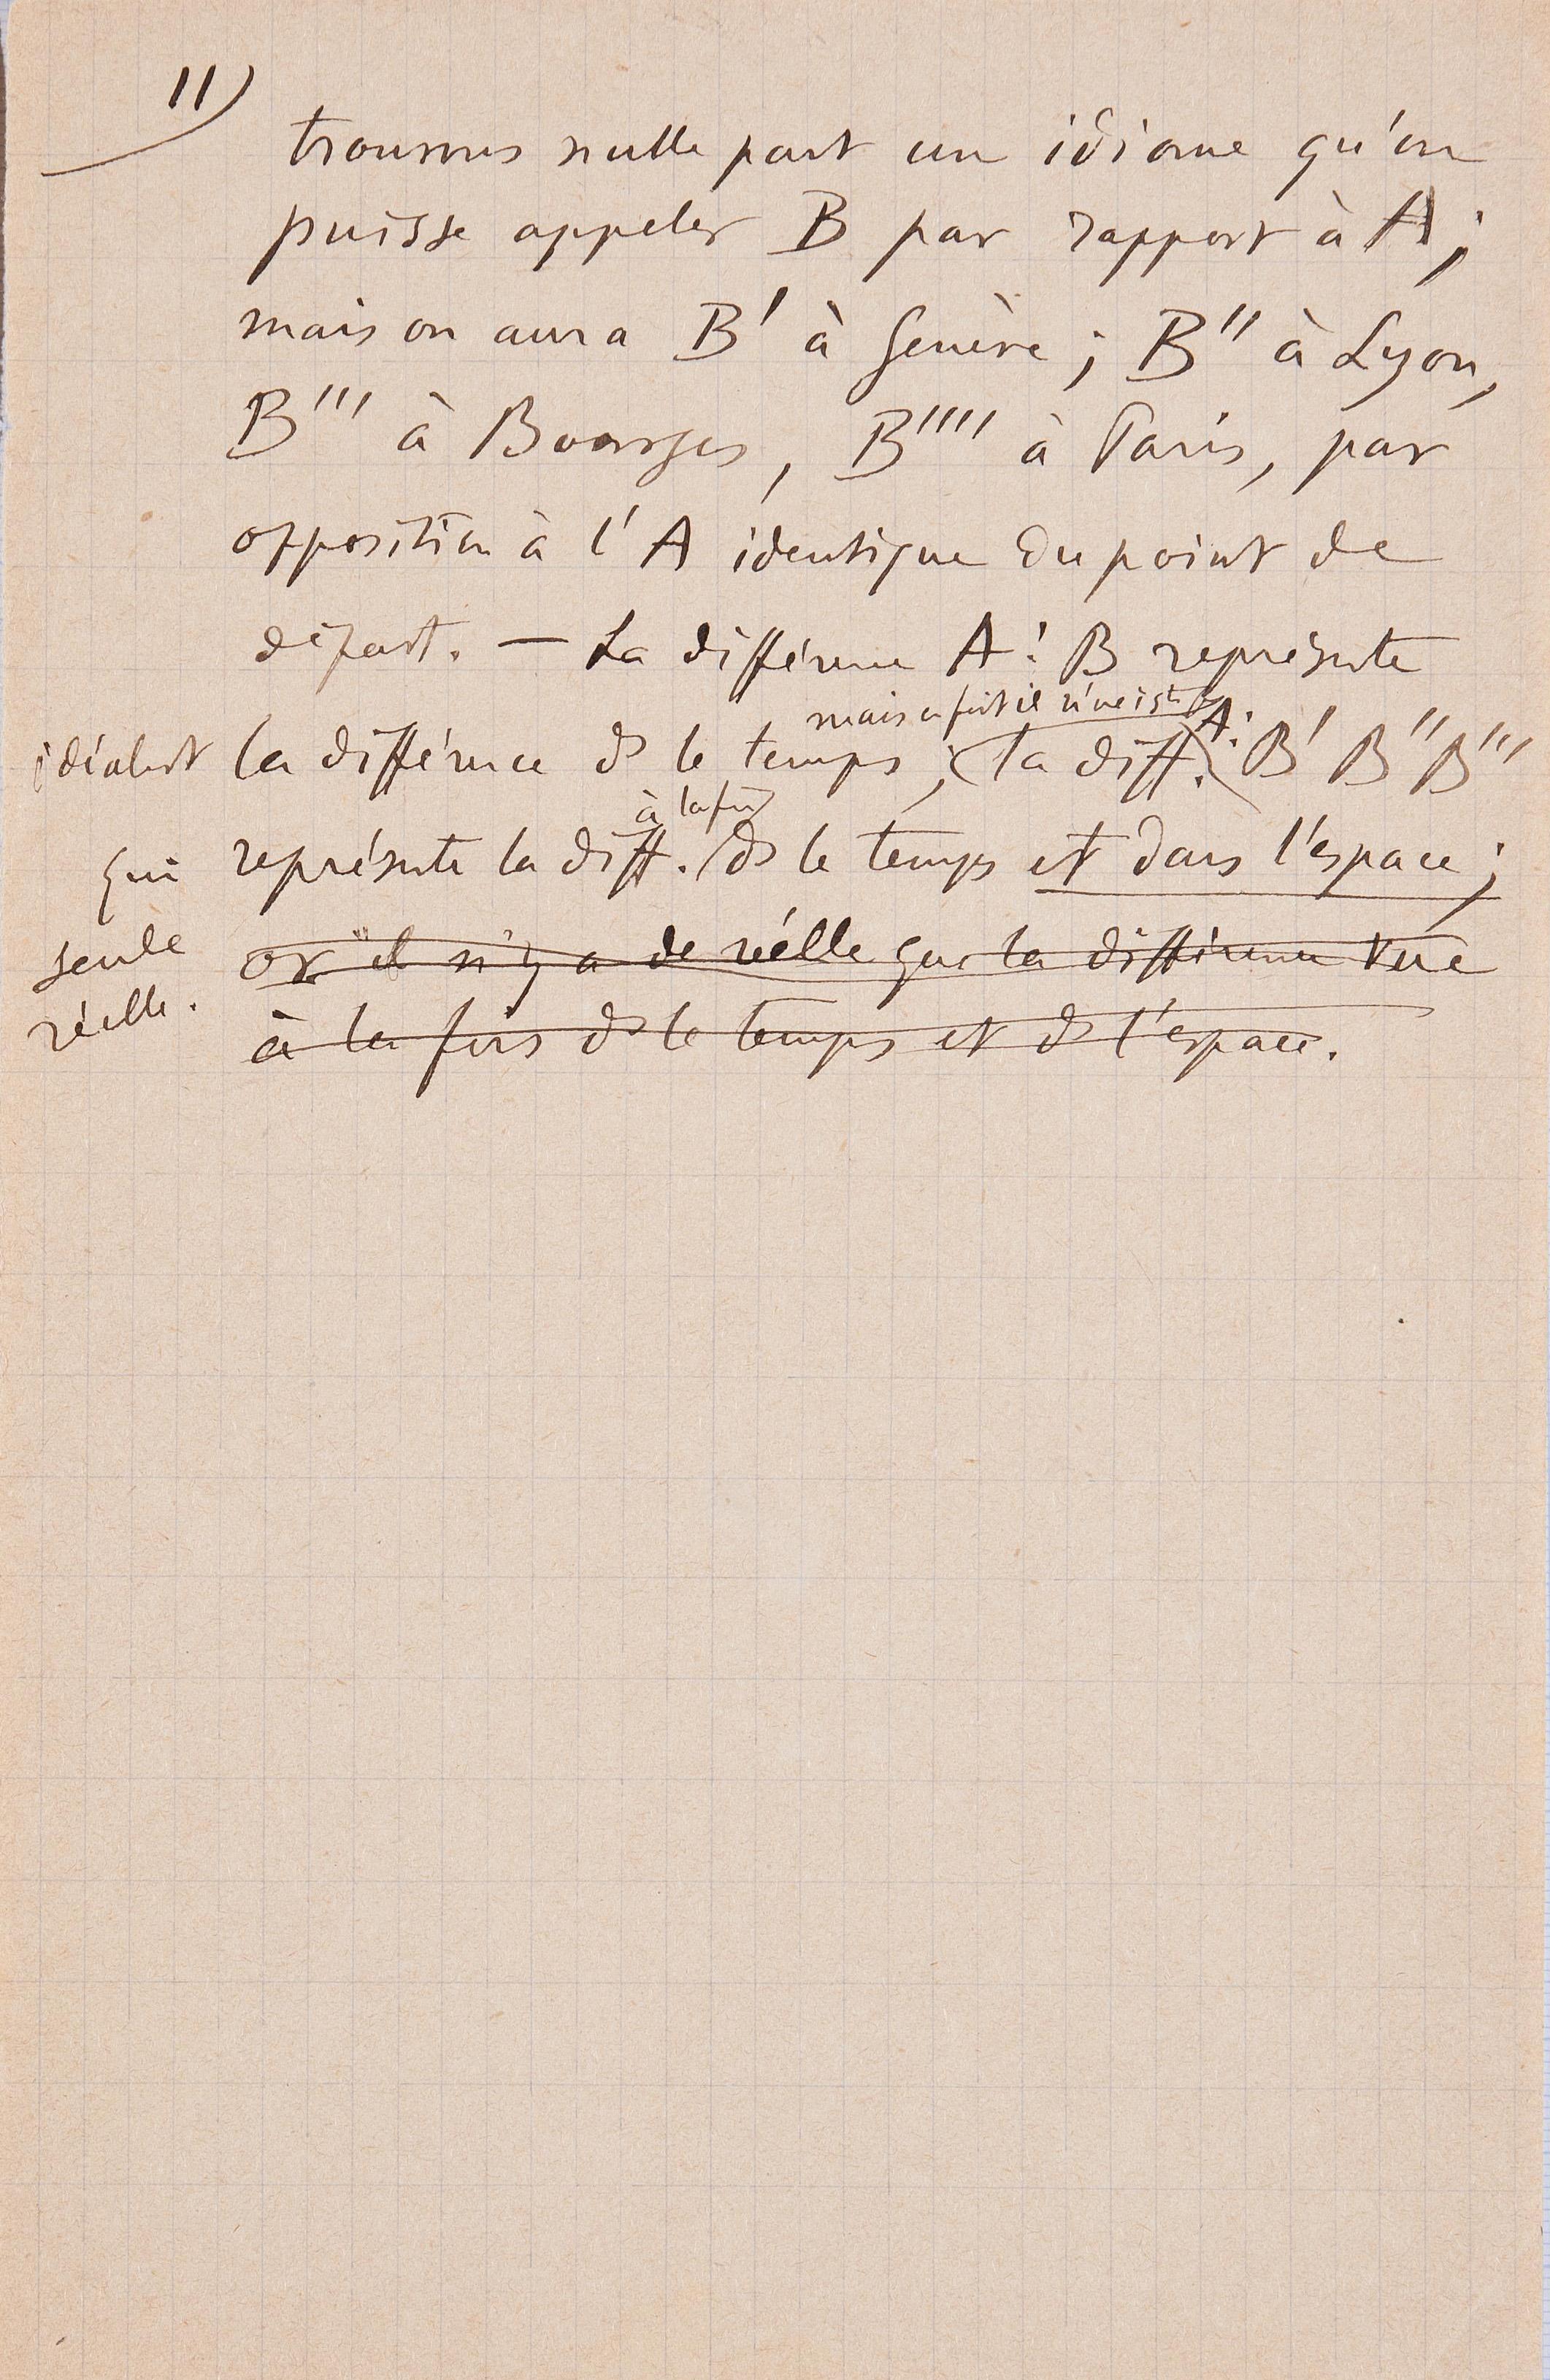 11)
trouvons nulle part un idiome qu'on
puisse appeler B par rapport à A ;
mais on aura B' à Genève ; B'' à Lyon,
B''' à Bourges, B'''' à Paris, par
opposition à l'A identique du point de
départ. — La différence A : B représente
mais en fait il n'existe
idéalmt la différence ds le temps ; (la diff. A: B' B'' B'''
à la fois
qui représente la diff. ds le temps et dans l'espace ;
seule or il n'y a de réelle que la différence vue
réelle. à la fois ds le temps et ds l'espace.